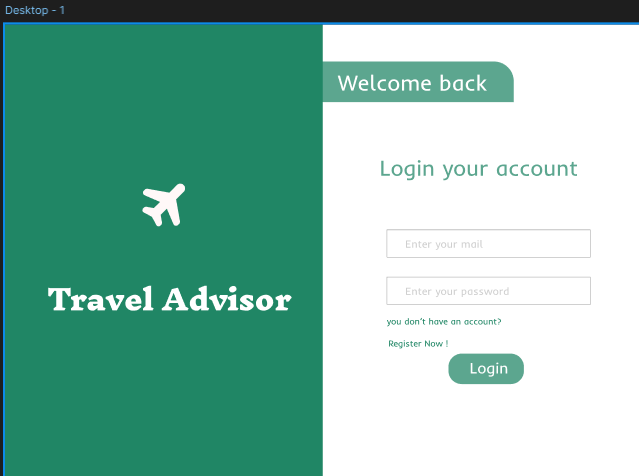 Desktop – 1
Welcome back
Login your account
Travel Advisor
Enter your mail
Enter your password
you don't have an account?
Register Now !
Login